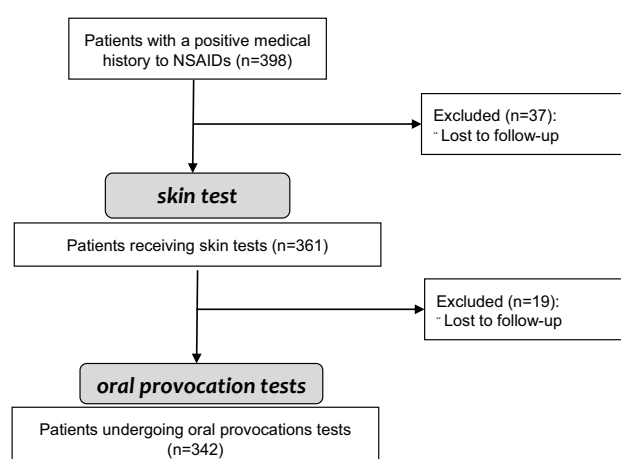 Patients with a positive medical
history to NSAIDs (n=398)
Excluded (n=37):
¨ Lost to follow-up
skin test
Patients receiving skin tests (n=361)
Excluded (n=19):
¨ Lost to follow-up
oral provocation tests
Patients undergoing oral provocations tests
(n=342)